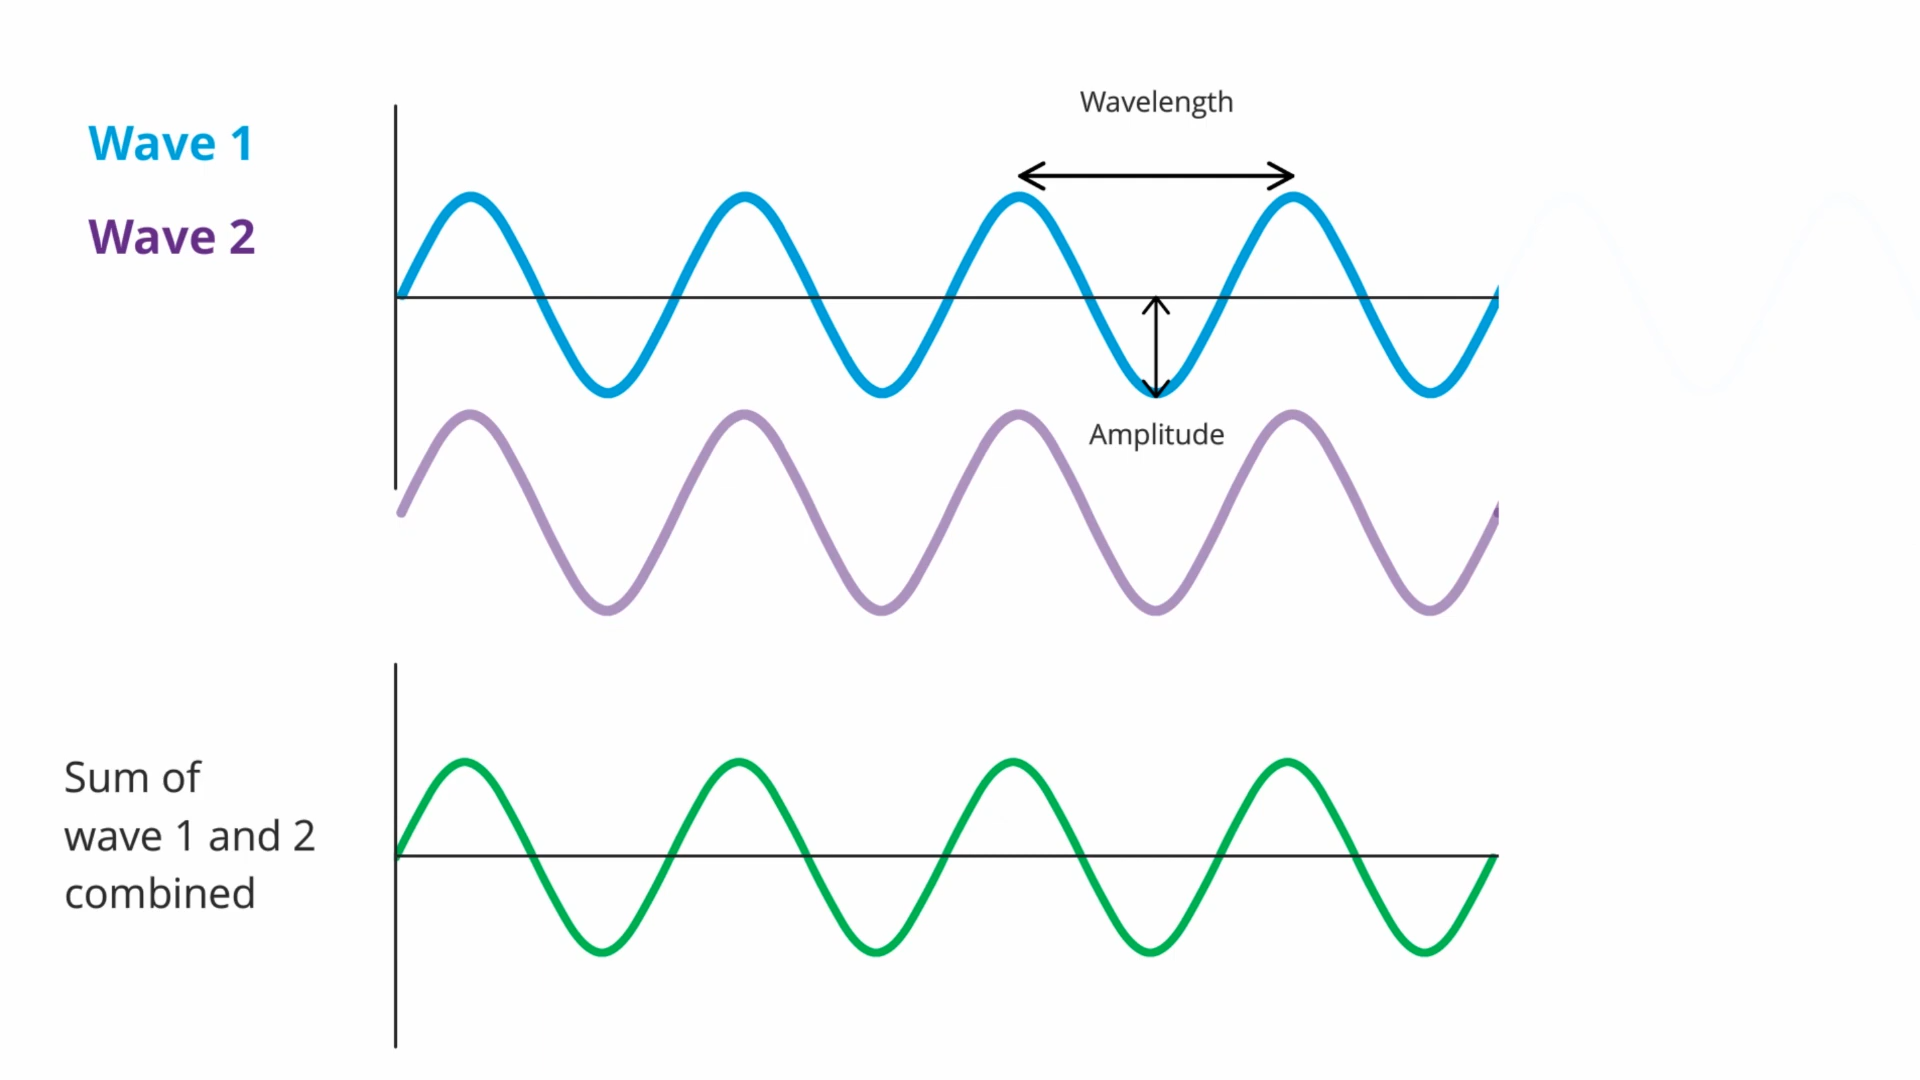 Wave 1
Wave 2
Wavelength
Amplitude
Sum of
wave 1 and 2
combined